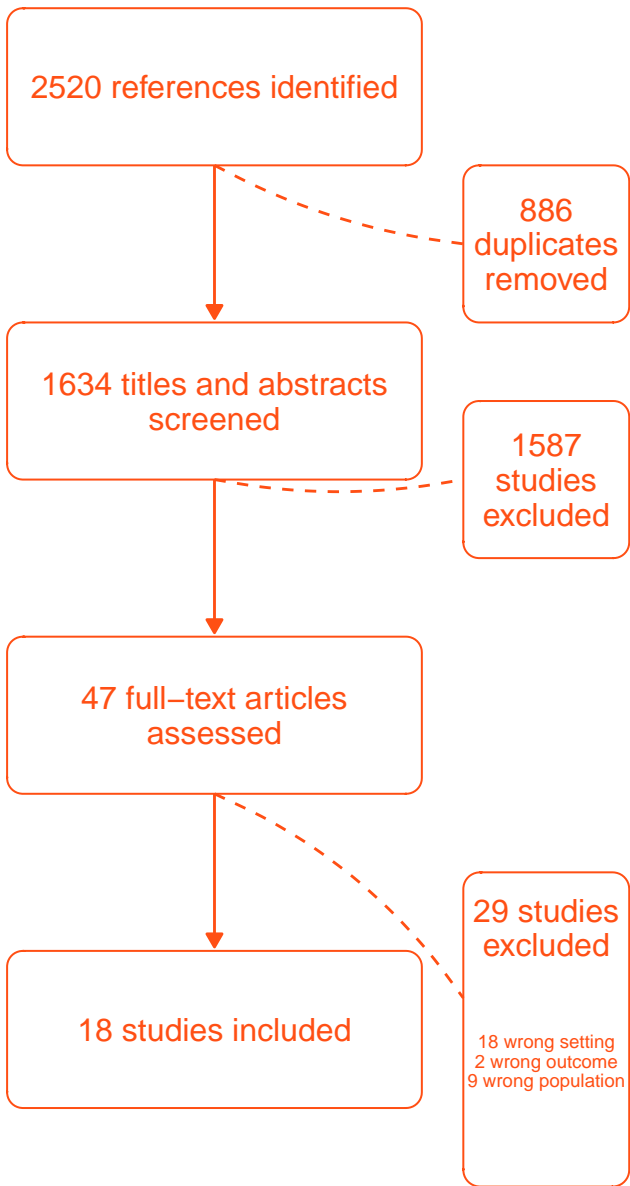 2520 references identified
886
duplicates
removed
1634 titles and abstracts
screened
1587
studies
excluded
47 full−text articles
assessed
29 studies
excluded
18 wrong setting
2 wrong outcome
9 wrong population
18 studies included